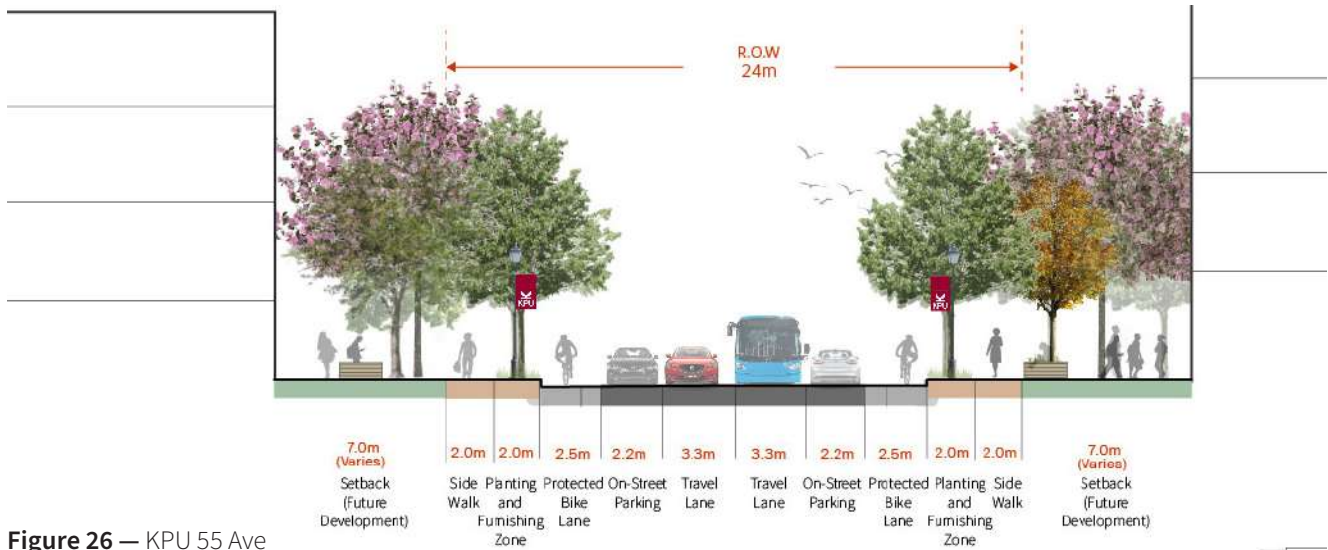 R.O.W
24m
KPU
KPU
7.0m
(Varies)
Setback
(Future
Development)
2.0m
Side
Walk
2.0m
Planting
and
Furnishing
Zone
2.5m
Protected
Bike
Lane
2.2m
On-Street
Parking
3.3m
Travel
Lane
3.3m
Travel
Lane
2.2m
On-Street
Parking
2.5m
Protected
Bike
Lane
2.0m
Planting
and
Furnishing
Zone
2.0m
Side
Walk
7.0m
(Varies)
Setback
(Future
Development)
Figure 26 — KPU 55 Ave